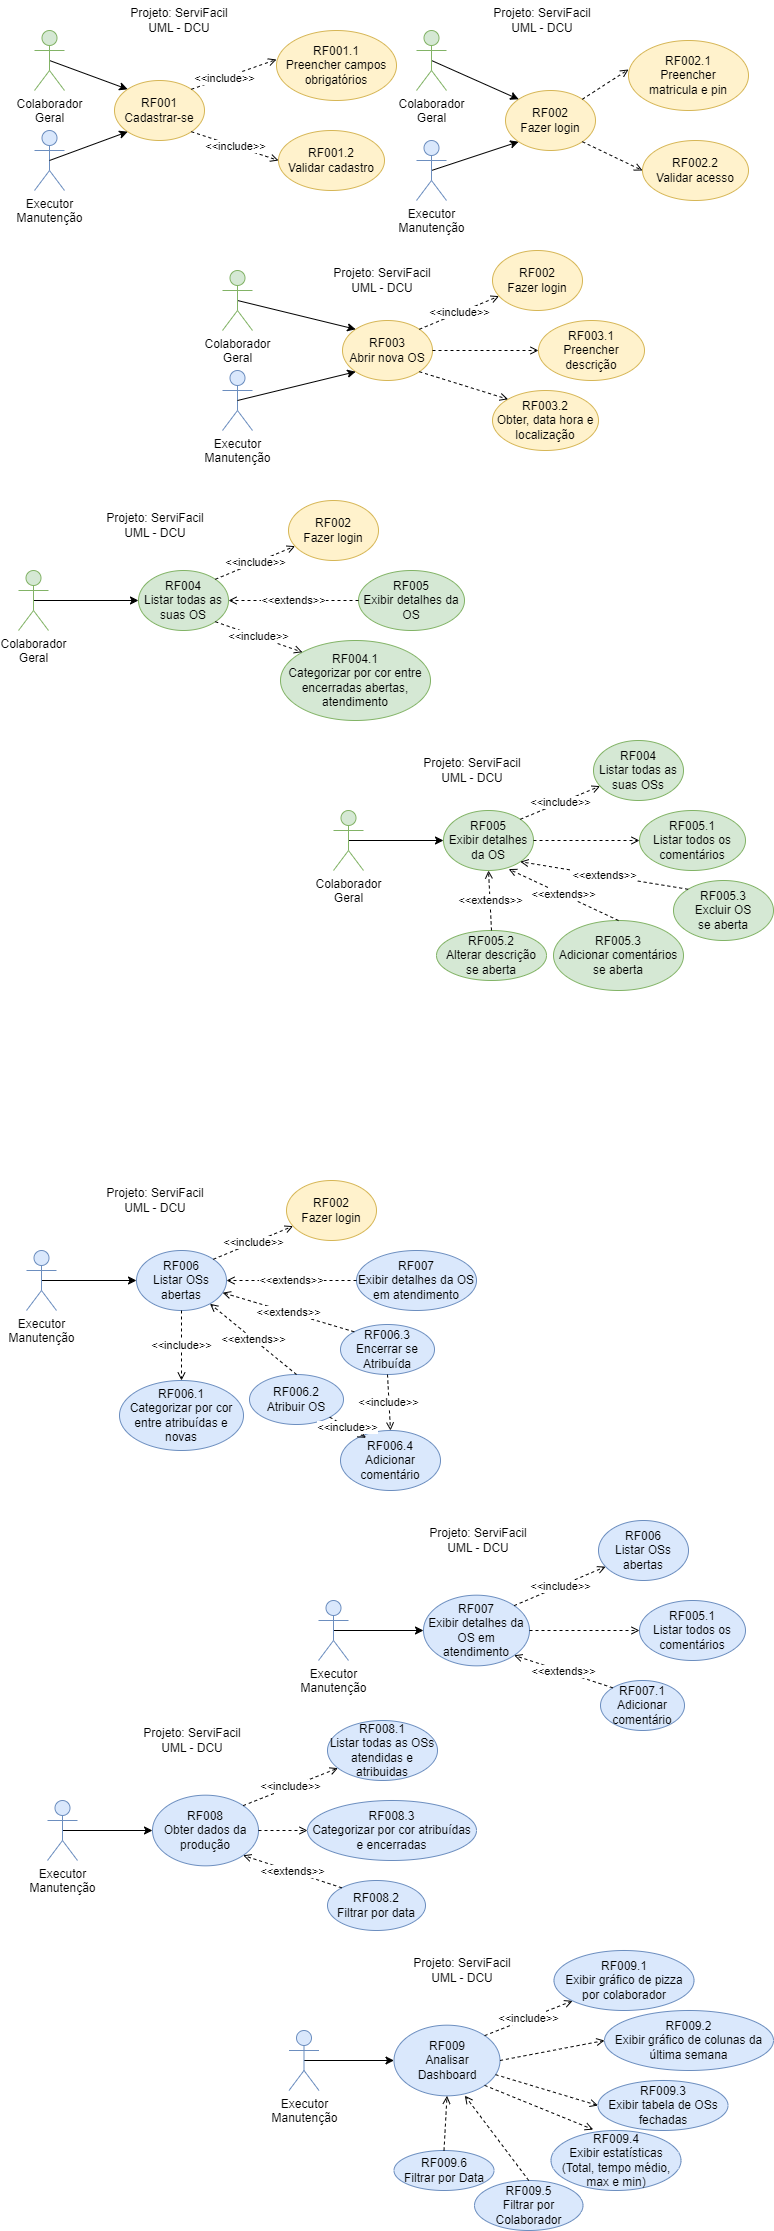 Projeto: ServiFacil
UML - DCU
Colaborador
Geral
RF001
Cadastrar-se
<<include>>
RF001.1
Preencher campos
obrigatórios
<<include>>
RF001.2
Validar cadastro
Executor
Manutenção
Projeto: ServiFacil
UML - DCU
Colaborador
Geral
RF002
Fazer login
RF002.1
Preencher
matricula e pin
RF002.2
Validar acesso
Executor
Manutenção
Projeto: ServiFacil
UML - DCU
Colaborador
Geral
RF003
Abrir nova OS
<<include>>
RF002
Fazer login
RF003.1
Preencher
descrição
RF003.2
Obter, data hora e
localização
Executor
Manutenção
Projeto: ServiFacil
UML - DCU
RF002
Fazer login
<<include>>
Colaborador
Geral
RF004
Listar todas as
suas OS
<<extends>>
RF005
Exibir detalhes da
OS
<<include>>
RF004.1
Categorizar por cor entre
encerradas abertas,
atendimento
Projeto: ServiFacil
UML - DCU
RF004
Listar todas as
suas OSs
<<include>>
Colaborador
Geral
RF005
Exibir detalhes
da OS
RF005.1
Listar todos os
comentários
<<extends>>
RF005.3
Excluir OS
se aberta
<<extends>>
<<extends>>
RF005.2
Alterar descrição
se aberta
RF005.3
Adicionar comentários
se aberta
Projeto: ServiFacil
UML - DCU
RF002
Fazer login
<<include>>
Executor
Manutenção
RF006
Listar OSs
abertas
<<extends>>
RF007
Exibir detalhes da OS
em atendimento
<<extends>>
RF006.3
Encerrar se
Atribuída
<<extends>>
<<include>>
RF006.1
Categorizar por cor
entre atribuídas e
novas
RF006.2
Atribuir OS
<<include>>
<<include>>
RF006.4
Adicionar
comentário
Projeto: ServiFacil
UML - DCU
RF006
Listar OSs
abertas
<<include>>
Executor
Manutenção
RF007
Exibir detalhes da
OS em
atendimento
RF005.1
Listar todos os
comentários
<<extends>>
RF007.1
Adicionar
comentário
Projeto: ServiFacil
UML - DCU
RF008.1
Listar todas as OSs
atendidas e
atribuidas
<<include>>
Executor
Manutenção
RF008
Obter dados da
produção
RF008.3
Categorizar por cor atribuídas
e encerradas
<<extends>>
RF008.2
Filtrar por data
Projeto: ServiFacil
UML - DCU
RF009.1
Exibir gráfico de pizza
por colaborador
<<include>>
Executor
Manutenção
RF009
Analisar
Dashboard
RF009.2
Exibir gráfico de colunas da
última semana
RF009.3
Exibir tabela de OSs
fechadas
RF009.4
Exibir estatísticas
(Total, tempo médio,
max e min)
RF009.6
Filtrar por Data
RF009.5
Filtrar por
Colaborador